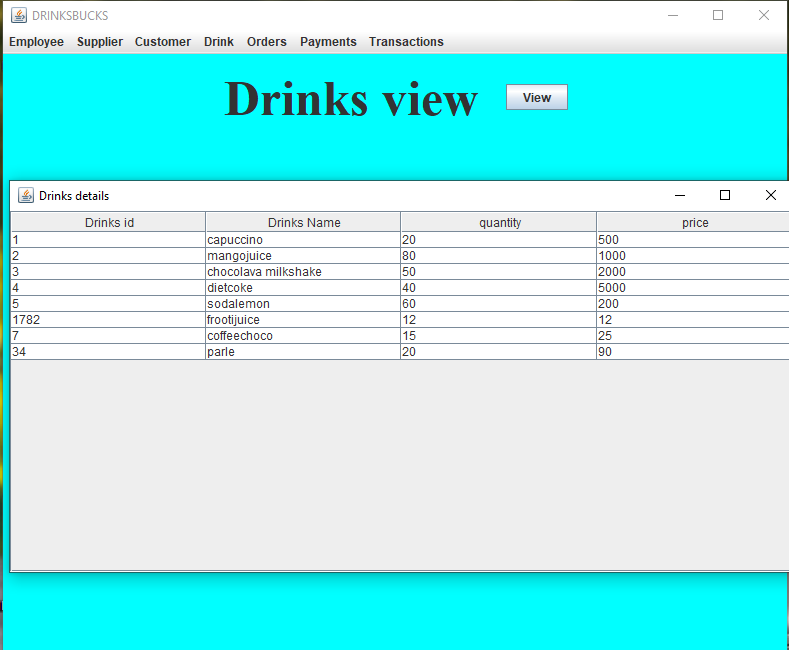 DRINKSBUCKS
Employee Supplier Customer Drink Orders Payments Transactions
Drinks view View
Drinks details
Drinks id Drinks Name quantity price
1 capuccino 20 500
2 mangojuice 80 1000
3 chocolava milkshake 50 2000
4 dietcoke 40 5000
5 sodalemon 60 200
1782 frootijuice 12 12
7 coffeechoco 15 25
34 parle 20 90